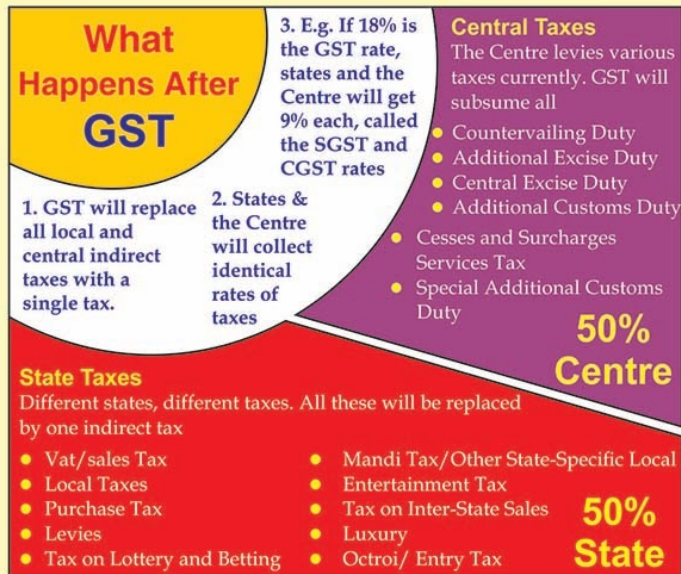 What
Happens After
GST
1. GST will replace
all local and
central indirect
taxes with a
single tax.
2. States &
the Centre
will collect
identical
rates of
taxes
3. E.g. If 18% is
the GST rate,
states and the
Centre will get
9% each, called
the SGST and
CGST rates
Central Taxes
The Centre levies various
taxes currently. GST will
subsume all
● Countervailing Duty
● Additional Excise Duty
● Central Excise Duty
● Additional Customs Duty
● Cesses and Surcharges
Services Tax
● Special Additional Customs
Duty
50%
Centre
State Taxes
Different states, different taxes. All these will be replaced
by one indirect tax
● Vat/sales Tax
● Local Taxes
● Purchase Tax
● Levies
● Tax on Lottery and Betting
● Mandi Tax/Other State-Specific Local
● Entertainment Tax
● Tax on Inter-State Sales
● Luxury
● Octroi/ Entry Tax
50%
State